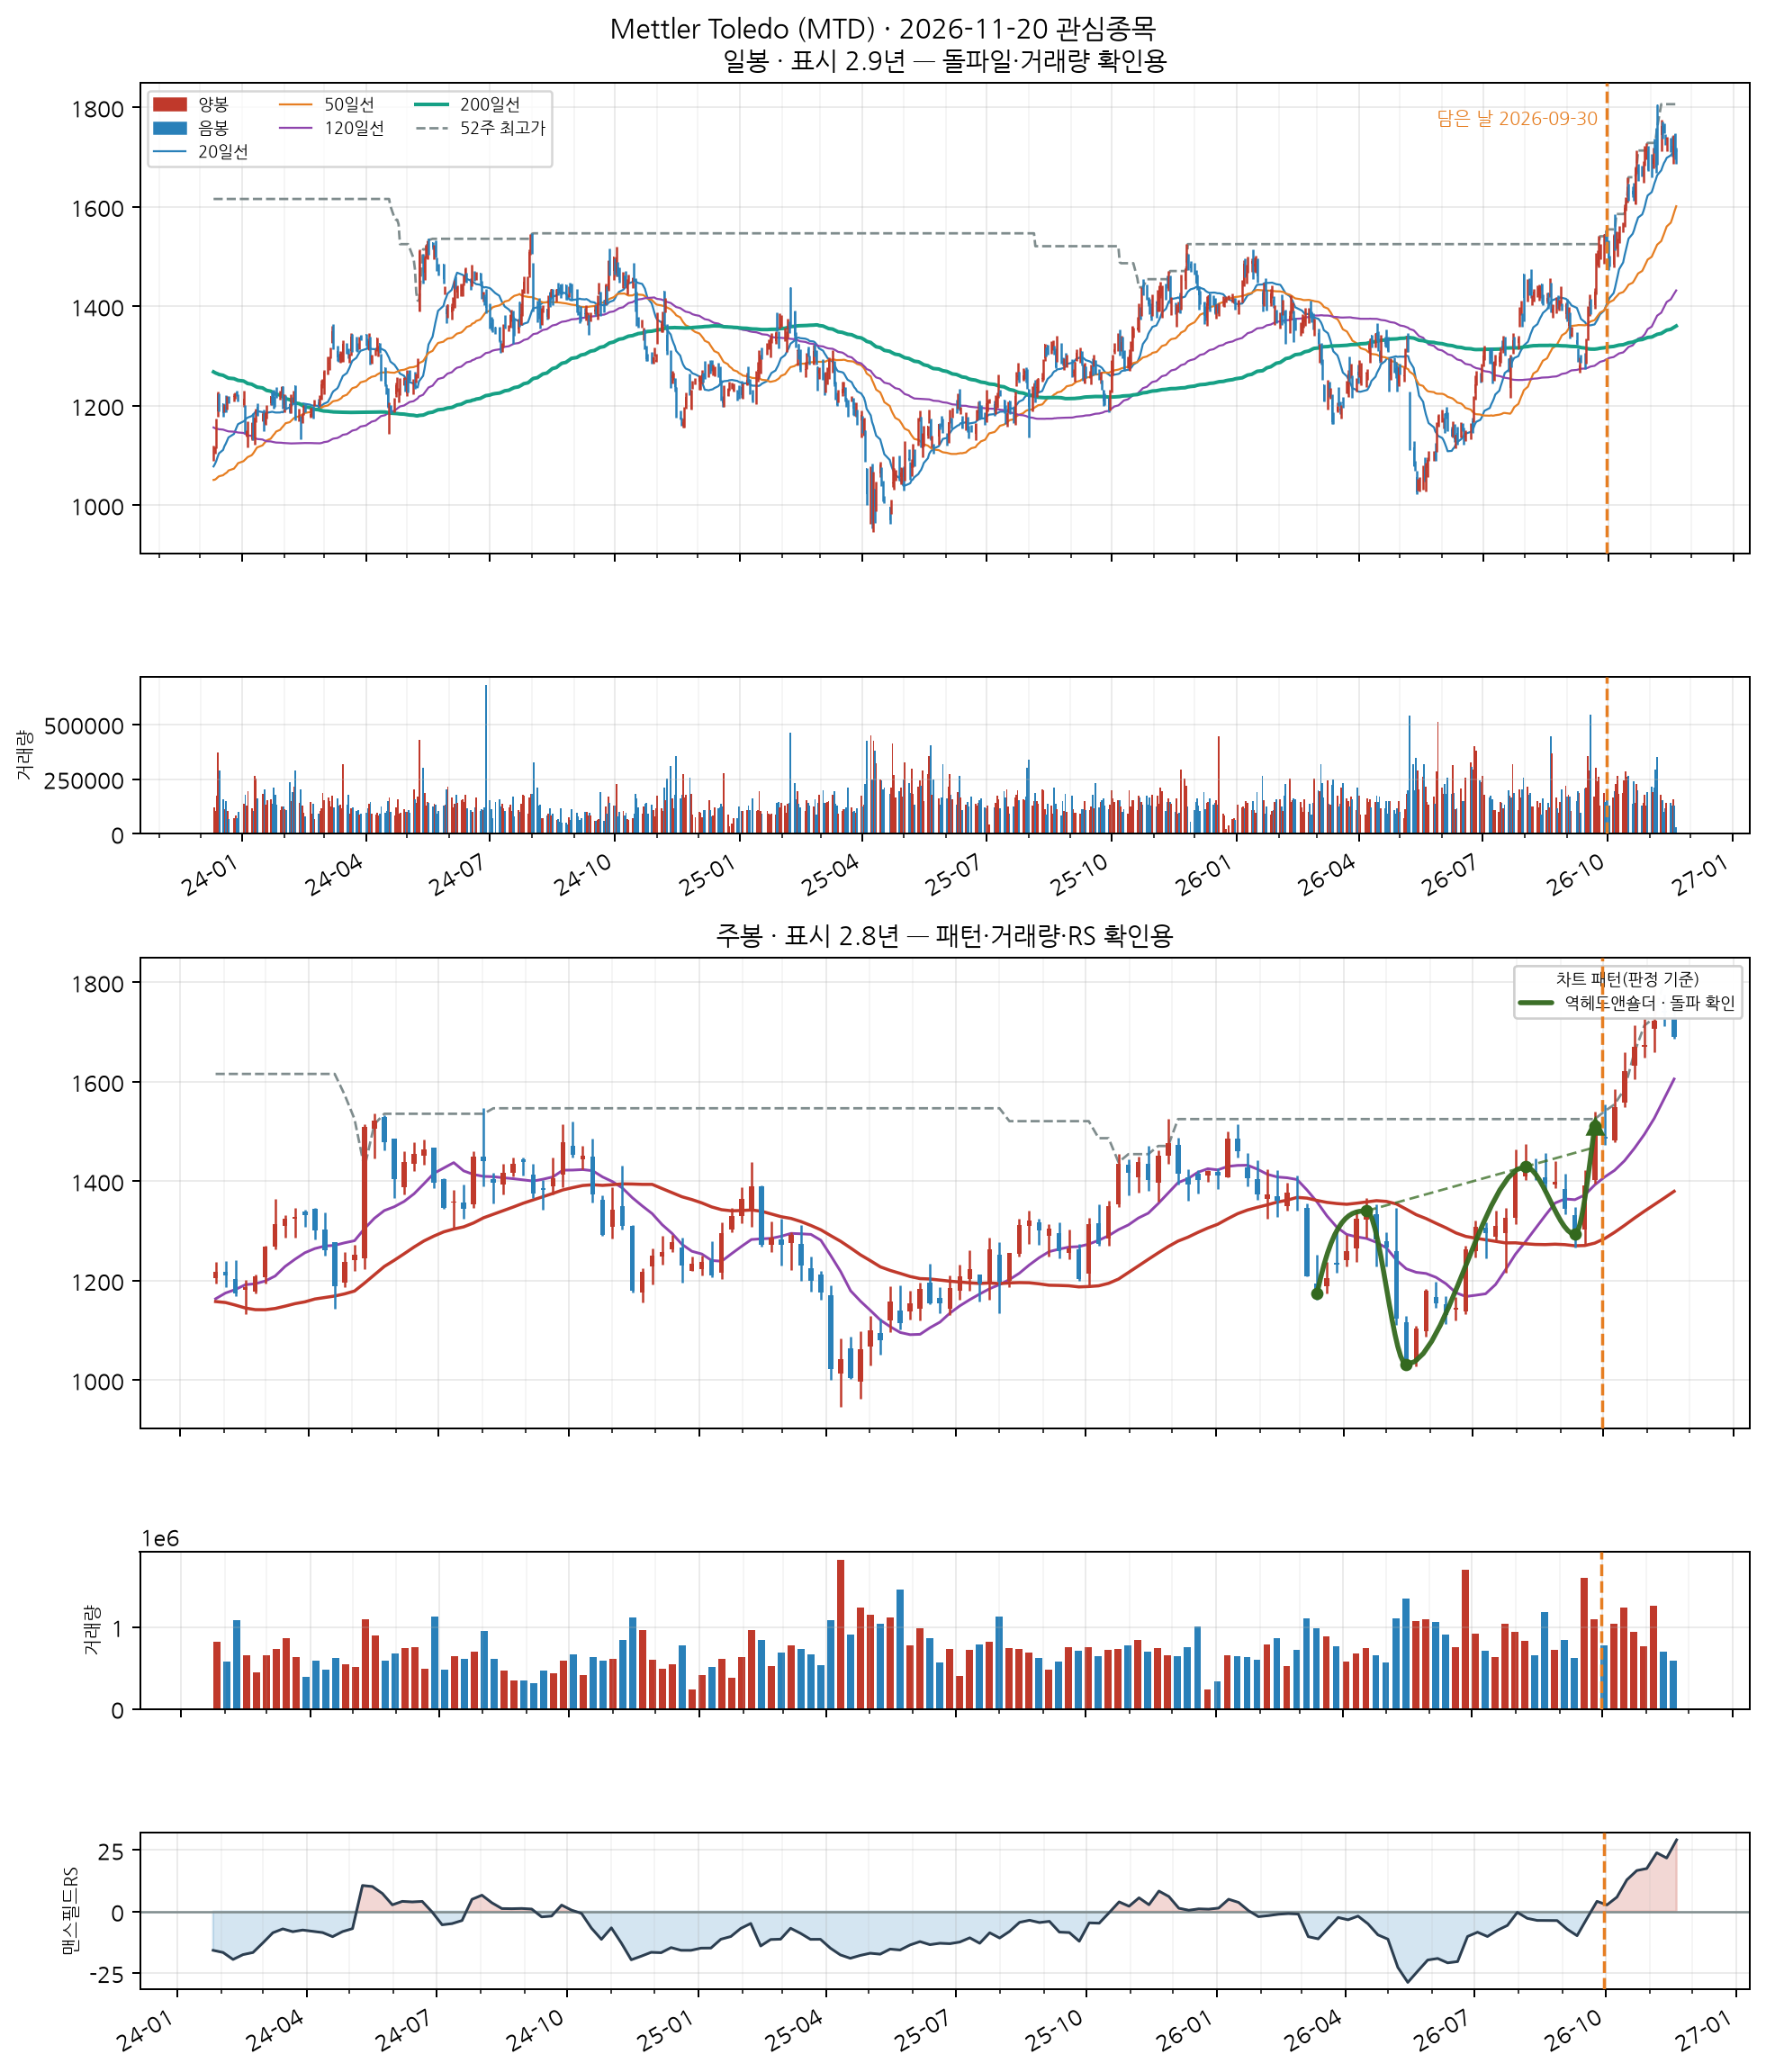 Mettler Toledo (MTD) · 2026-11-20 관심종목
일봉 · 표시 2.9년 — 돌파일·거래량 확인용
양봉
음봉
20일선
50일선
120일선
200일선
52주 최고가
담은 날 2026-09-30
1800
1600
1400
1200
1000
거래량
500000
250000
0
24-01
24-04
24-07
24-10
25-01
25-04
25-07
25-10
26-01
26-04
26-07
26-10
27-01
주봉 · 표시 2.8년 — 패턴·거래량·RS 확인용
차트 패턴(판정 기준)
역헤드앤숄더 · 돌파 확인
1800
1600
1400
1200
1000
1e6
거래량
1
0
맨스필드RS
25
0
-25
24-01
24-04
24-07
24-10
25-01
25-04
25-07
25-10
26-01
26-04
26-07
26-10
27-01